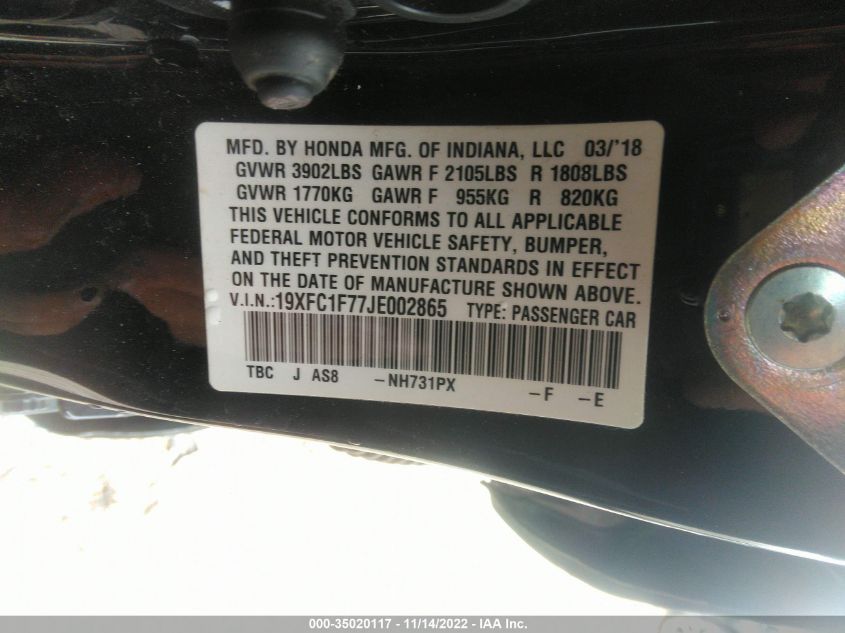 MFD. BY HONDA MFG. OF INDIANA, LLC 03/'18
GVWR 3902LBS GAWR F 2105LBS R 1808LBS
GVWR 1770KG GAWR F 955KG R 820KG
THIS VEHICLE CONFORMS TO ALL APPLICABLE
FEDERAL MOTOR VEHICLE SAFETY, BUMPER,
AND THEFT PREVENTION STANDARDS IN EFFECT
ON THE DATE OF MANUFACTURE SHOWN ABOVE.
V.I.N.:19XFC1F77JE002865 TYPE: PASSENGER CAR
TBC J AS8 -NH731PX -F -E
000-35020117 - 11/14/2022 - IAA Inc.